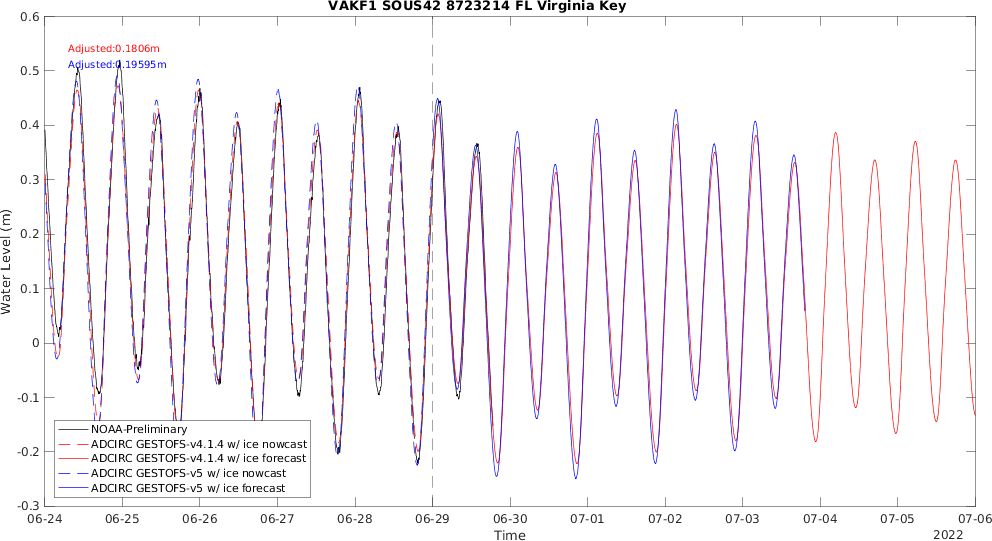 VAKF1 SOUS42 8723214 FL Virginia Key
0.6
0.5
0.4
0.3
0.2
0.1
0
-0.1
-0.2
-0.3
Water Level (m)
Adjusted:0.1806m
Adjusted:0.19595m
NOAA-Preliminary
ADCIRC GESTOFS-v4.1.4 w/ ice nowcast
ADCIRC GESTOFS-v4.1.4 w/ ice forecast
ADCIRC GESTOFS-v5 w/ ice nowcast
ADCIRC GESTOFS-v5 w/ ice forecast
06-24 06-25 06-26 06-27 06-28 06-29 06-30 07-01 07-02 07-03 07-04 07-05 07-06
Time
2022